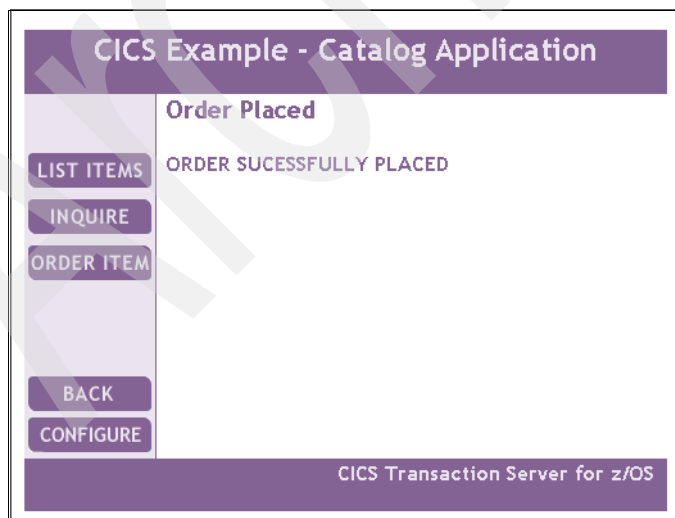 CICS Example - Catalog Application
Order Placed
ORDER SUCESSFULLY PLACED
LIST ITEMS
INQUIRE
ORDER ITEM
BACK
CONFIGURE
CICS Transaction Server for z/OS